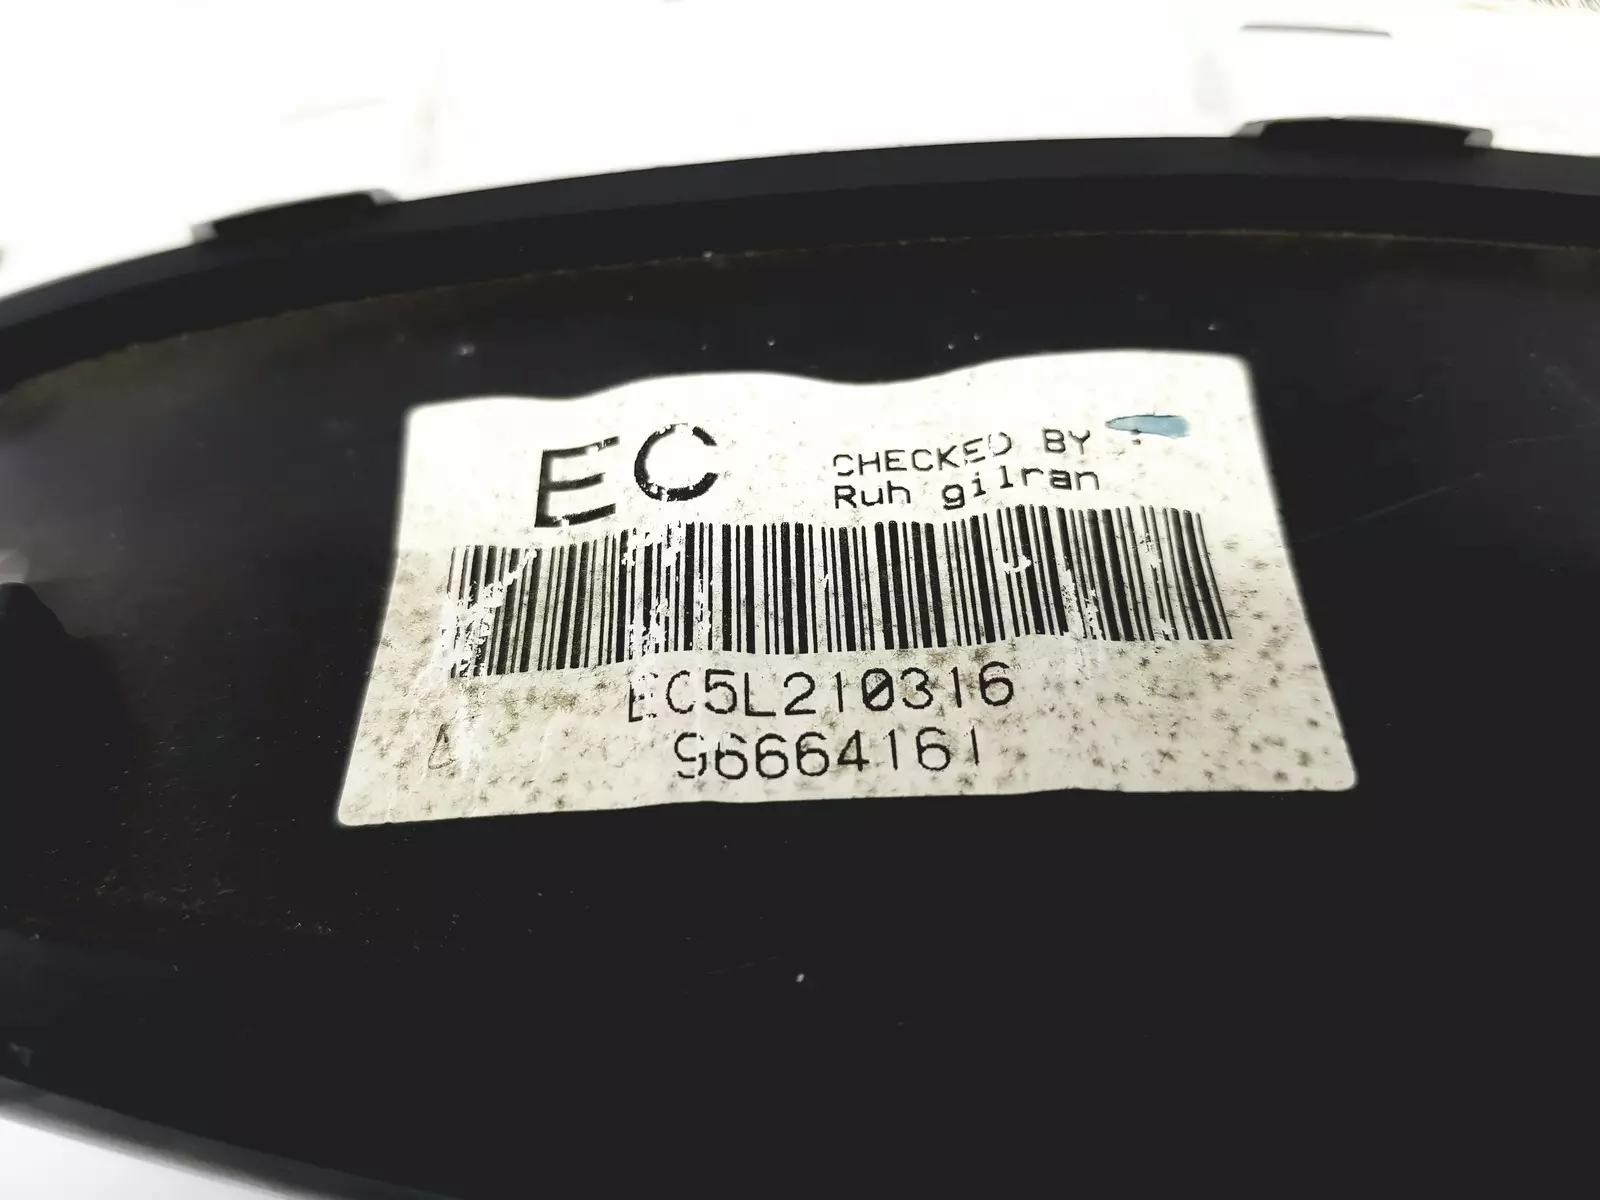 EC
CHECKED BY :
Ruh gilran
EC5L210316
96664161